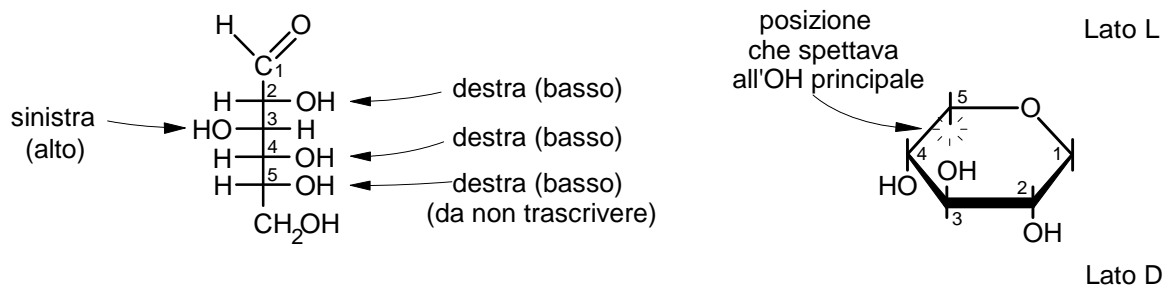 H O
C 1
2
H OH
destra (basso)
sinistra
(alto)
HO 3 H
4
H OH
destra (basso)
5
H OH
destra (basso)
(da non trascrivere)
CH2OH
posizione
che spettava
all'OH principale
Lato L
5
O
4
1
HO
OH
2
3
OH
Lato D